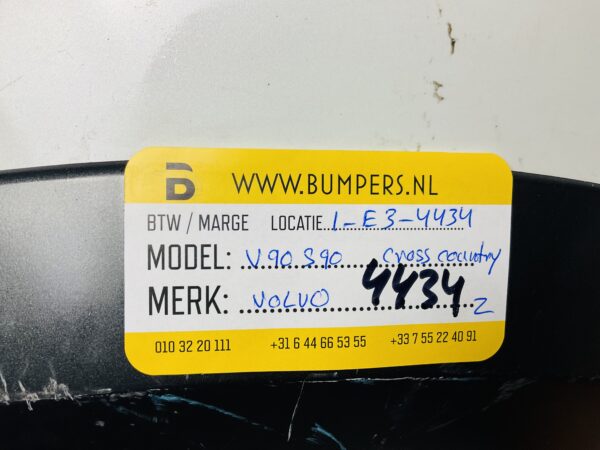 B WWW.BUMPERS.NL
BTW / MARGE LOCATIE 1-E3-4434
MODEL: V90 S90 Cross country
MERK: VOLVO 4434 Z
010 32 20 111 +31 6 44 66 53 55 +33 7 55 22 40 91